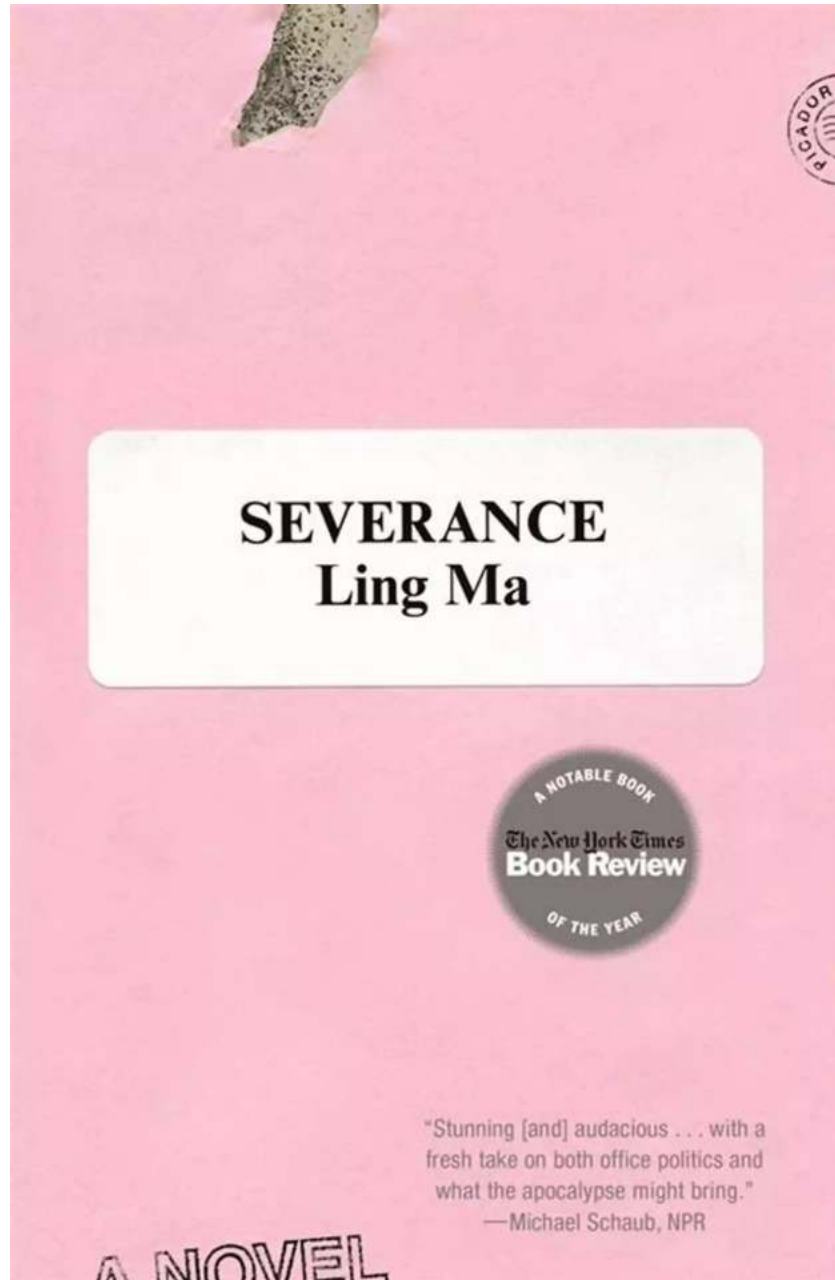 PICADOR
SEVERANCE
Ling Ma
A NOTABLE BOOK
The New York Times
Book Review
OF THE YEAR
"Stunning [and] audacious . . . with a
fresh take on both office politics and
what the apocalypse might bring."
—Michael Schaub, NPR
A NOVEL